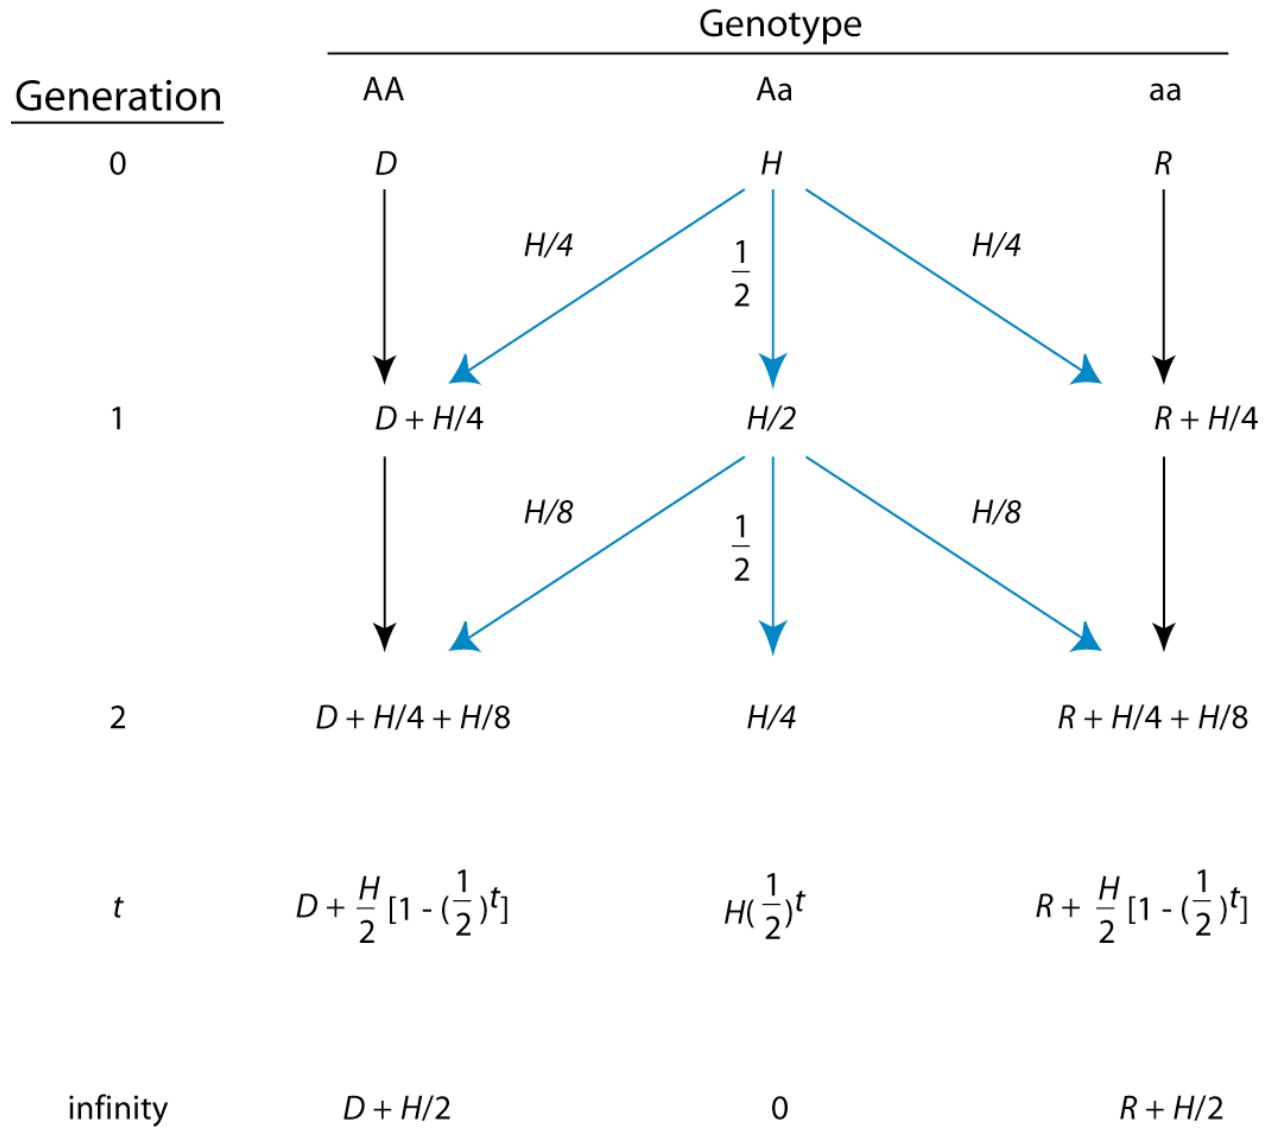 Genotype
Generation AA Aa aa
0 D H R
H/4 1/2 H/4
1 D + H/4 H/2 R + H/4
H/8 1/2 H/8
2 D + H/4 + H/8 H/4 R + H/4 + H/8
t D + H/2 [1 - (1/2)^t] H(1/2)^t R + H/2 [1 - (1/2)^t]
infinity D + H/2 0 R + H/2